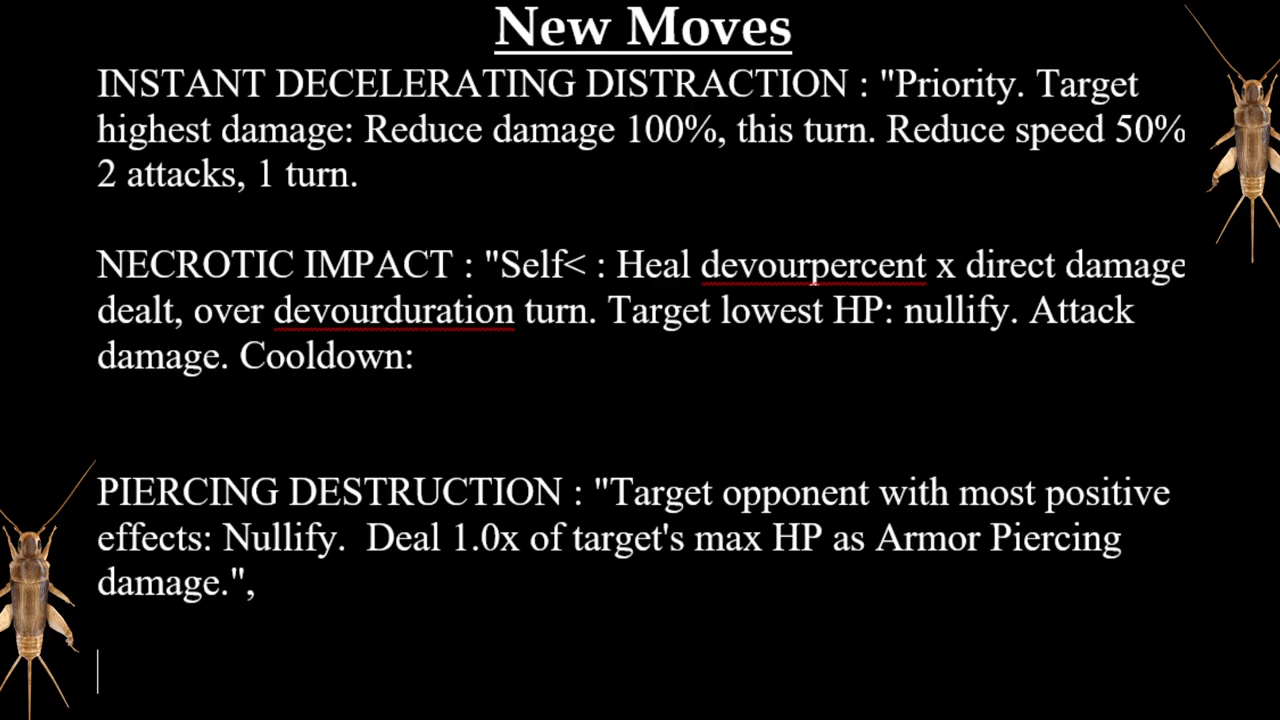 New Moves
INSTANT DECELERATING DISTRACTION : "Priority. Target
highest damage: Reduce damage 100%, this turn. Reduce speed 50%
2 attacks, 1 turn.
NECROTIC IMPACT : "Self< : Heal devourpercent x direct damage
dealt, over devourduration turn. Target lowest HP: nullify. Attack
damage. Cooldown:
PIERCING DESTRUCTION : "Target opponent with most positive
effects: Nullify.  Deal 1.0x of target's max HP as Armor Piercing
damage.",